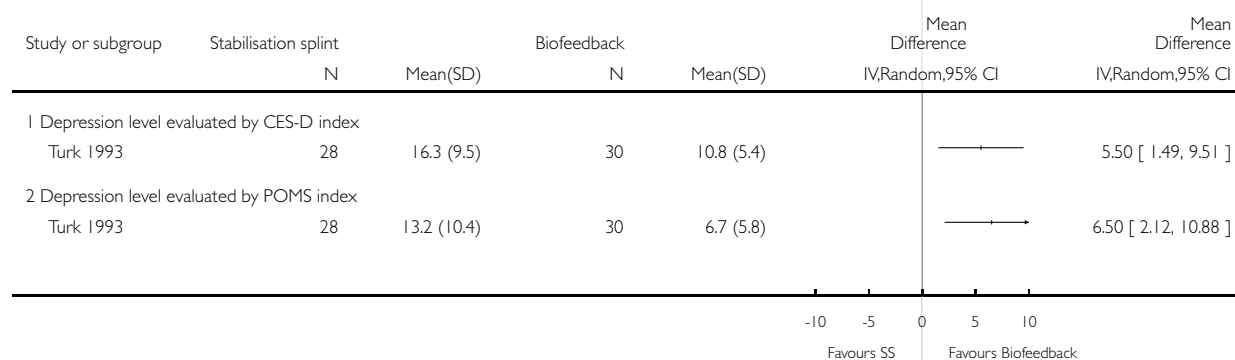 Mean Mean
Study or subgroup Stabilisation splint Biofeedback Difference Difference
N Mean(SD) N Mean(SD) IV,Random,95% CI IV,Random,95% CI
1 Depression level evaluated by CES-D index
Turk 1993 28 16.3 (9.5) 30 10.8 (5.4) 5.50 [ 1.49, 9.51 ]
2 Depression level evaluated by POMS index
Turk 1993 28 13.2 (10.4) 30 6.7 (5.8) 6.50 [ 2.12, 10.88 ]
-10 -5 0 5 10
Favours SS Favours Biofeedback